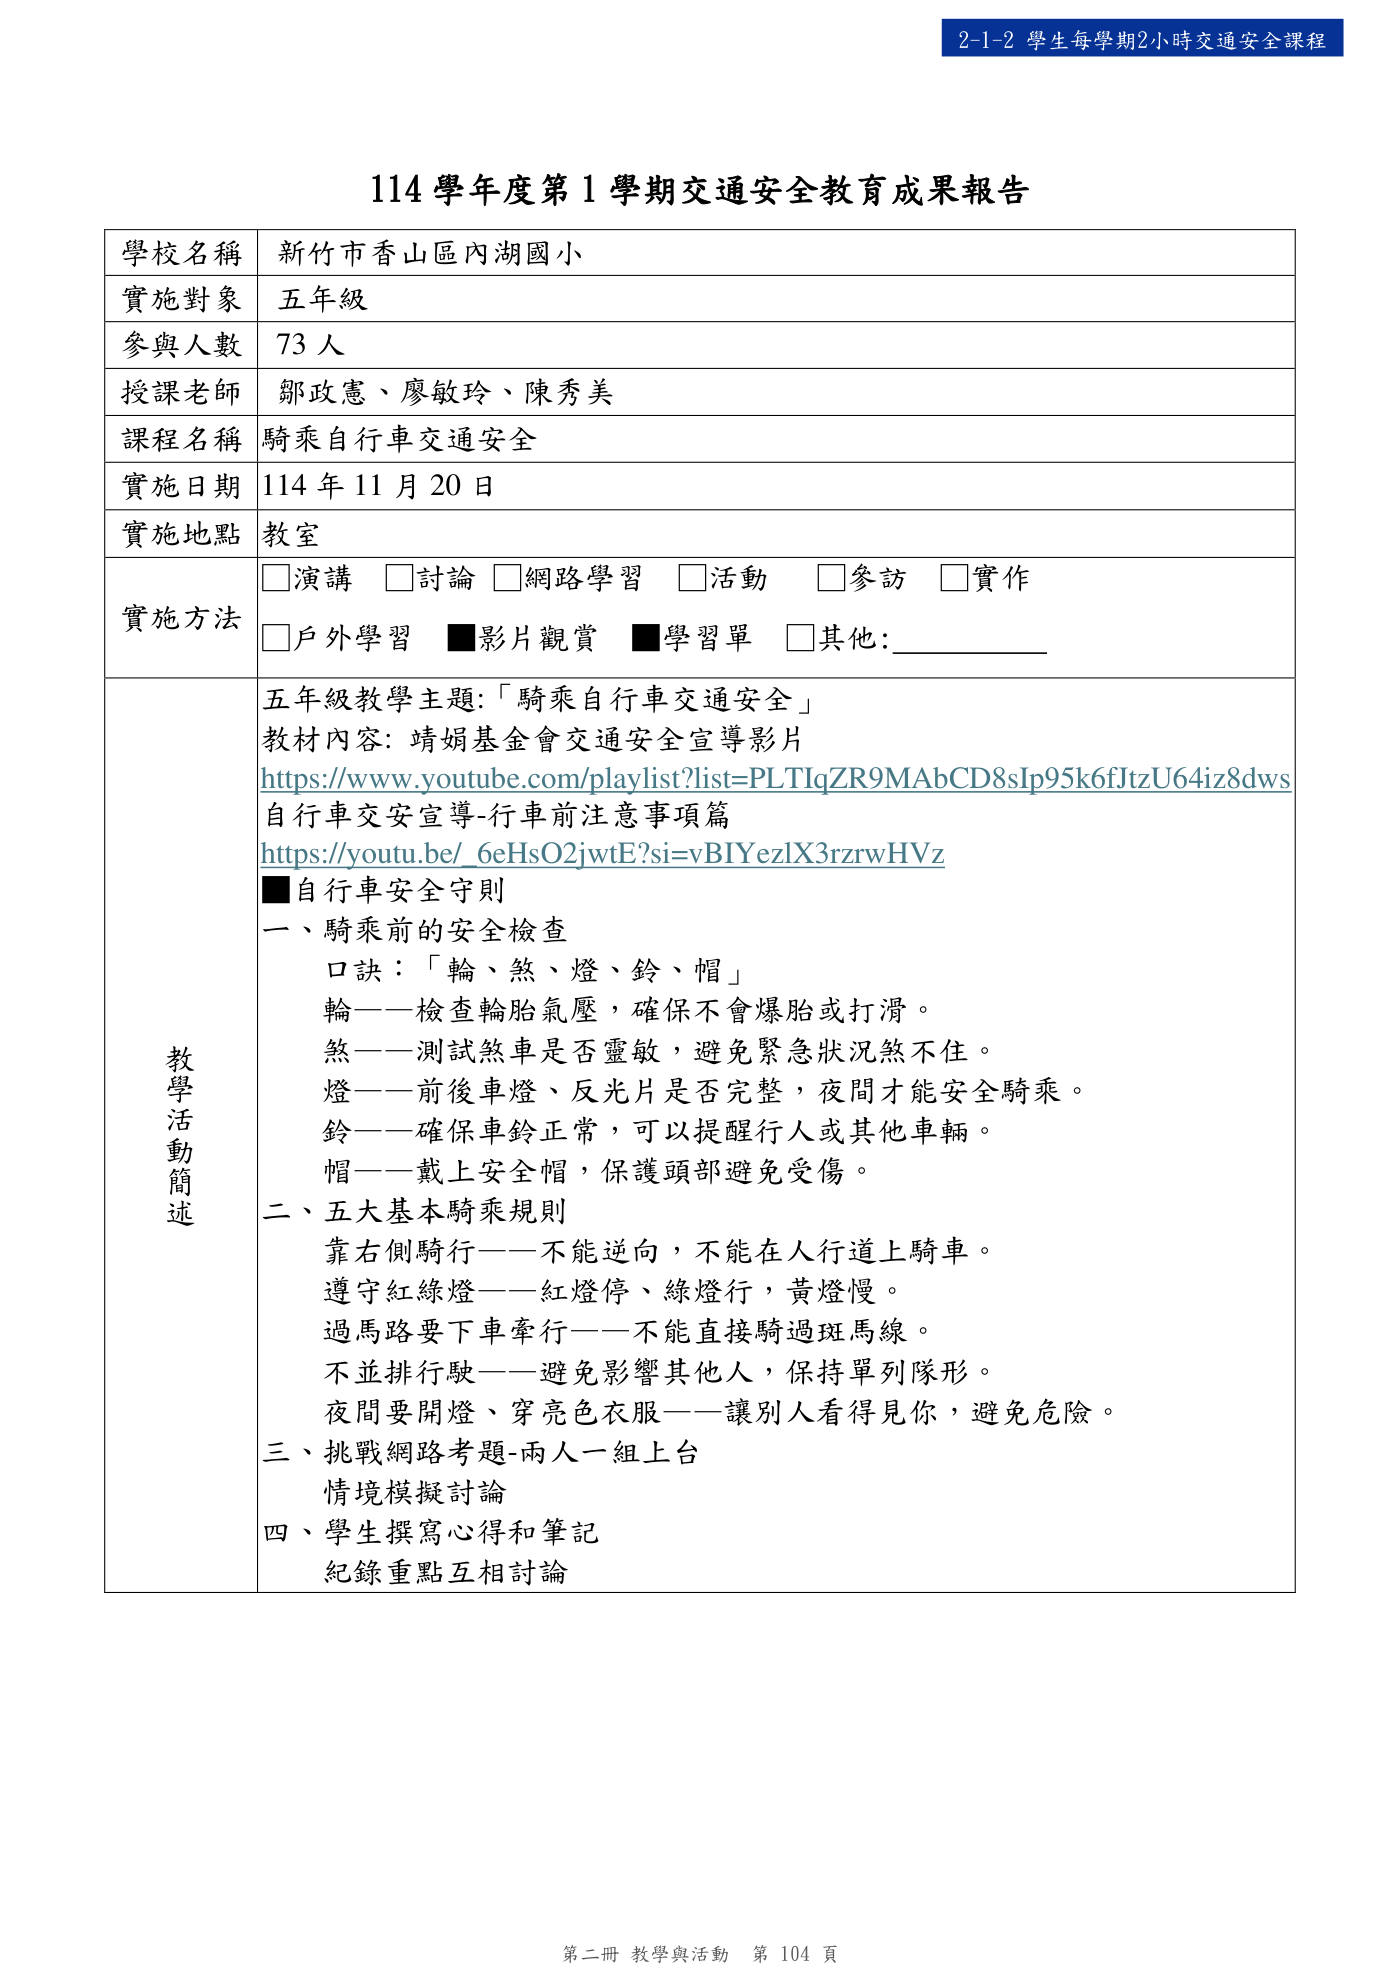 2-1-2 學生每學期2小時交通安全課程
114 學年度第 1 學期交通安全教育成果報告
學校名稱 新竹市香山區內湖國小
實施對象 五年級
參與人數 73 人
授課老師 鄒政憲、廖敏玲、陳秀美
課程名稱 騎乘自行車交通安全
實施日期 114 年 11 月 20 日
實施地點 教室
實施方法
□演講 □討論 □網路學習 □活動 □參訪 □實作
□戶外學習 ■影片觀賞 ■學習單 □其他:__________
教學活動簡述
五年級教學主題:「騎乘自行車交通安全」
教材內容: 靖娟基金會交通安全宣導影片
https://www.youtube.com/playlist?list=PLTIqZR9MAbCD8sIp95k6fJtzU64iz8dws
自行車交安宣導-行車前注意事項篇
https://youtu.be/_6eHsO2jwtE?si=vBIYezlX3rzrwHVz
■自行車安全守則
一、騎乘前的安全檢查
口訣：「輪、煞、燈、鈴、帽」
輪——檢查輪胎氣壓，確保不會爆胎或打滑。
煞——測試煞車是否靈敏，避免緊急狀況煞不住。
燈——前後車燈、反光片是否完整，夜間才能安全騎乘。
鈴——確保車鈴正常，可以提醒行人或其他車輛。
帽——戴上安全帽，保護頭部避免受傷。
二、五大基本騎乘規則
靠右側騎行——不能逆向，不能在人行道上騎車。
遵守紅綠燈——紅燈停、綠燈行，黃燈慢。
過馬路要下車牽行——不能直接騎過斑馬線。
不並排行駛——避免影響其他人，保持單列隊形。
夜間要開燈、穿亮色衣服——讓別人看得見你，避免危險。
三、挑戰網路考題-兩人一組上台
情境模擬討論
四、學生撰寫心得和筆記
紀錄重點互相討論
第二冊 教學與活動 第 104 頁